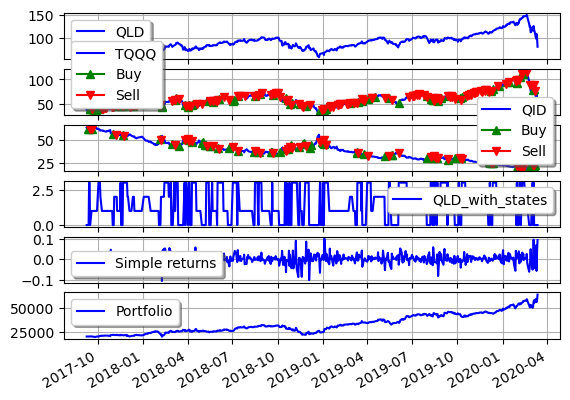 150
100
QLD
TQQQ
Buy
Sell
100
50
QID
Buy
Sell
50
25
2.5
0.0
QLD_with_states
0.1
0.0
−0.1
Simple returns
50000
25000
Portfolio
2017-10 2018-01 2018-04 2018-07 2018-10 2019-01 2019-04 2019-07 2019-10 2020-01 2020-04